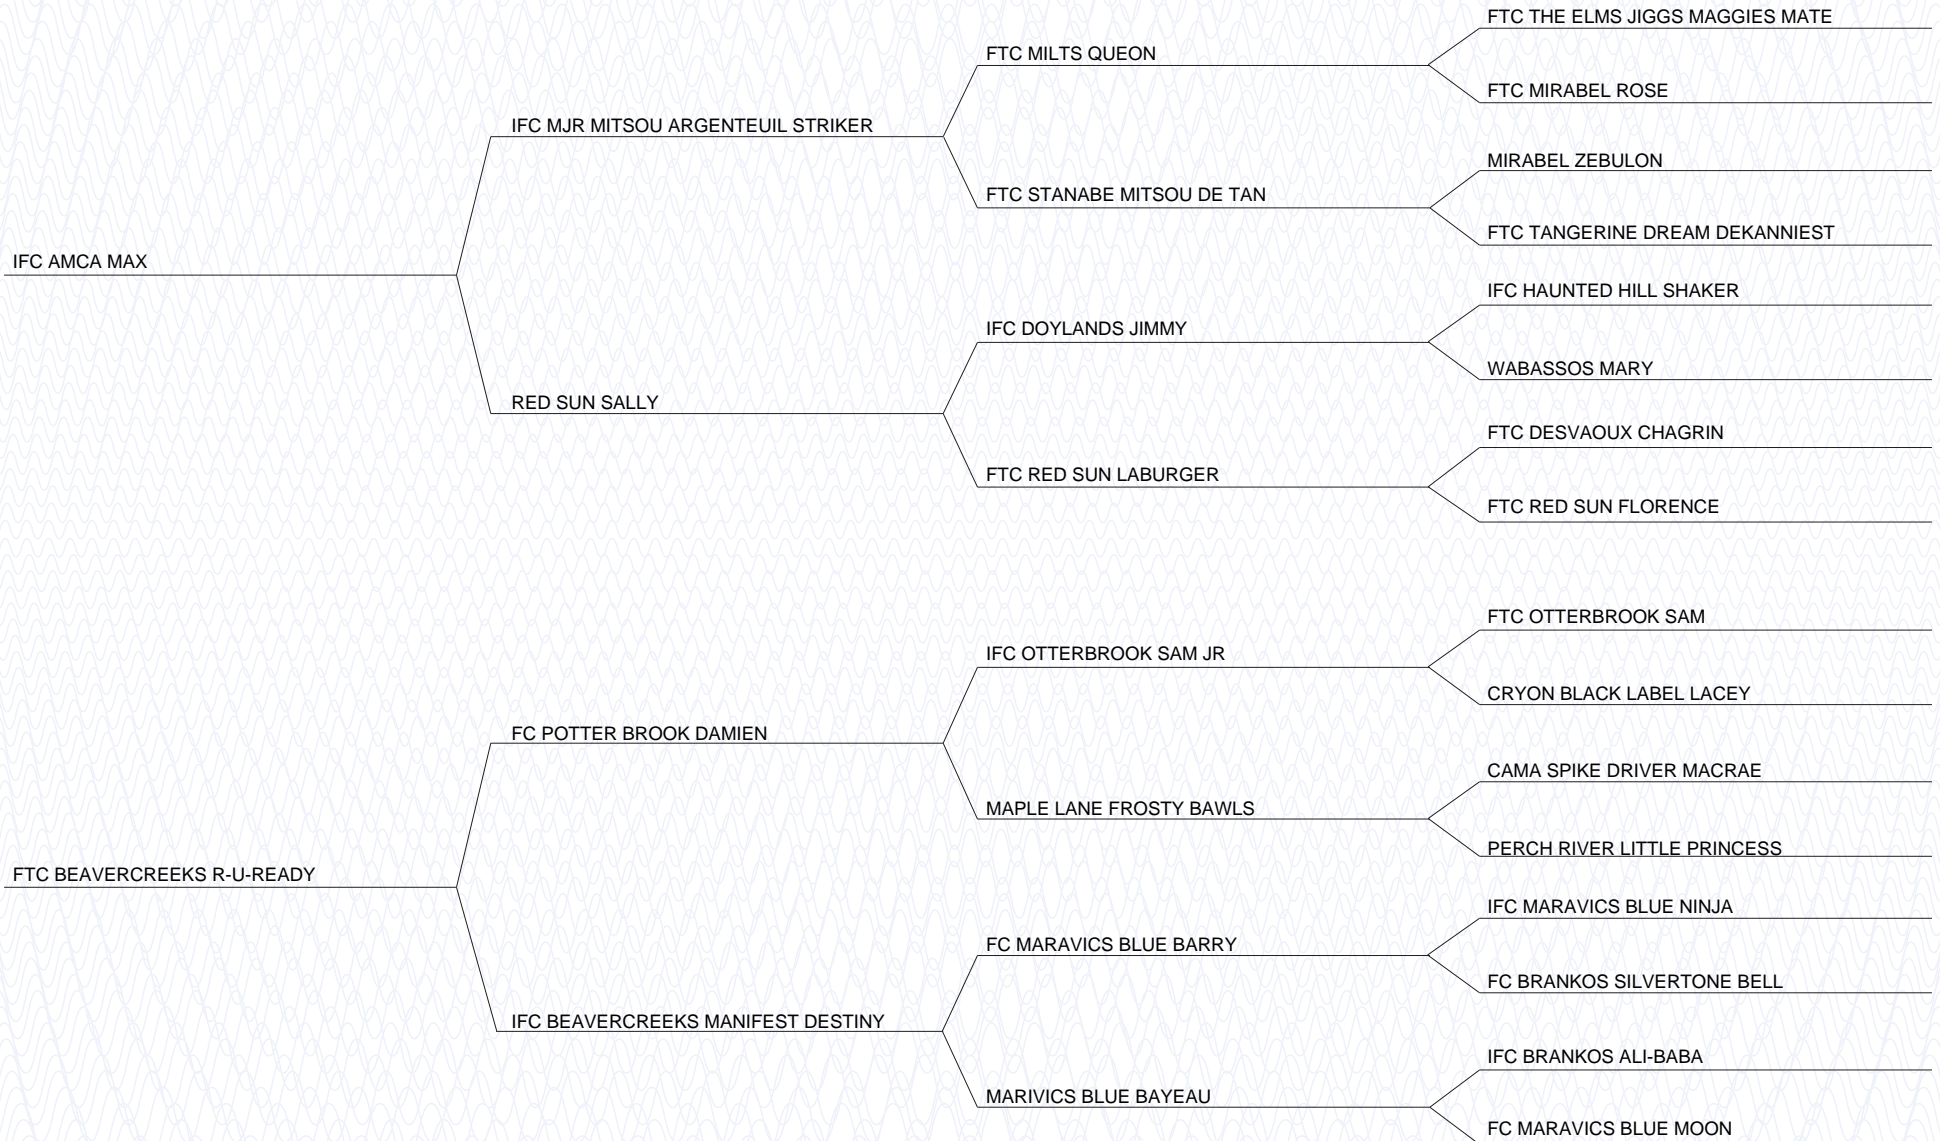 FTC THE ELMS JIGGS MAGGIES MATE
FTC MILTS QUEON
FTC MIRABEL ROSE
IFC MJR MITSOU ARGENTEUIL STRIKER
MIRABEL ZEBULON
FTC STANABE MITSOU DE TAN
FTC TANGERINE DREAM DEKANNIEST
IFC AMCA MAX
IFC HAUNTED HILL SHAKER
IFC DOYLANDS JIMMY
WABASSOS MARY
RED SUN SALLY
FTC DESVAOUX CHAGRIN
FTC RED SUN LABURGER
FTC RED SUN FLORENCE
FTC OTTERBROOK SAM
IFC OTTERBROOK SAM JR
CRYON BLACK LABEL LACEY
FC POTTER BROOK DAMIEN
CAMA SPIKE DRIVER MACRAE
MAPLE LANE FROSTY BAWLS
PERCH RIVER LITTLE PRINCESS
FTC BEAVERCREEKS R-U-READY
IFC MARAVICS BLUE NINJA
FC MARAVICS BLUE BARRY
FC BRANKOS SILVERTONE BELL
IFC BEAVERCREEKS MANIFEST DESTINY
IFC BRANKOS ALI-BABA
MARIVICS BLUE BAYEAU
FC MARAVICS BLUE MOON